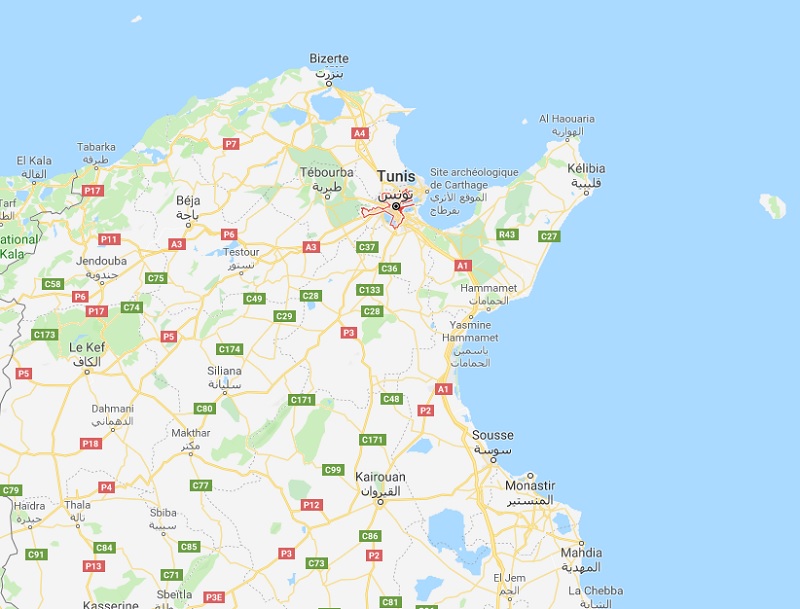 Bizerte
بنزرت
Al Haouaria
الهوارية
A4
P7
Tabarka
طبرقة
El Kala
القالة
Kélibia
قليبية
Tébourba
طبربة
Tunis
تونس
Site archéologique
de Carthage
الموقع الأثري
بقرطاج
P17
Béja
باجة
Tarf
ational
Kala
P11
A3
P6
Testour
تستور
A3
C37
R43
C27
Jendouba
جندوبة
C75
C36
A1
C58
P6
P17
C74
C49
C28
C133
C29
C28
Hammamet
الحمامات
C173
P5
P3
Yasmine
Hammamet
ياسمين
الحمامات
Le Kef
الكاف
C174
P5
Siliana
سليانة
A1
C171
C48
C80
P2
Dahmani
الدهماني
P18
Makthar
مكثر
C171
Sousse
سوسة
C99
Kairouan
القيروان
Monastir
المنستير
C79
P4
C77
Haïdra
حيدرة
Thala
تالة
Sbiba
سبيبة
P12
C86
C91
C84
C85
P3
P2
Mahdia
المهدية
P13
C71
C73
El Jem
الجم
La Chebba
الشابة
Sbeïtla
P3E
Kasserine
C81
C82